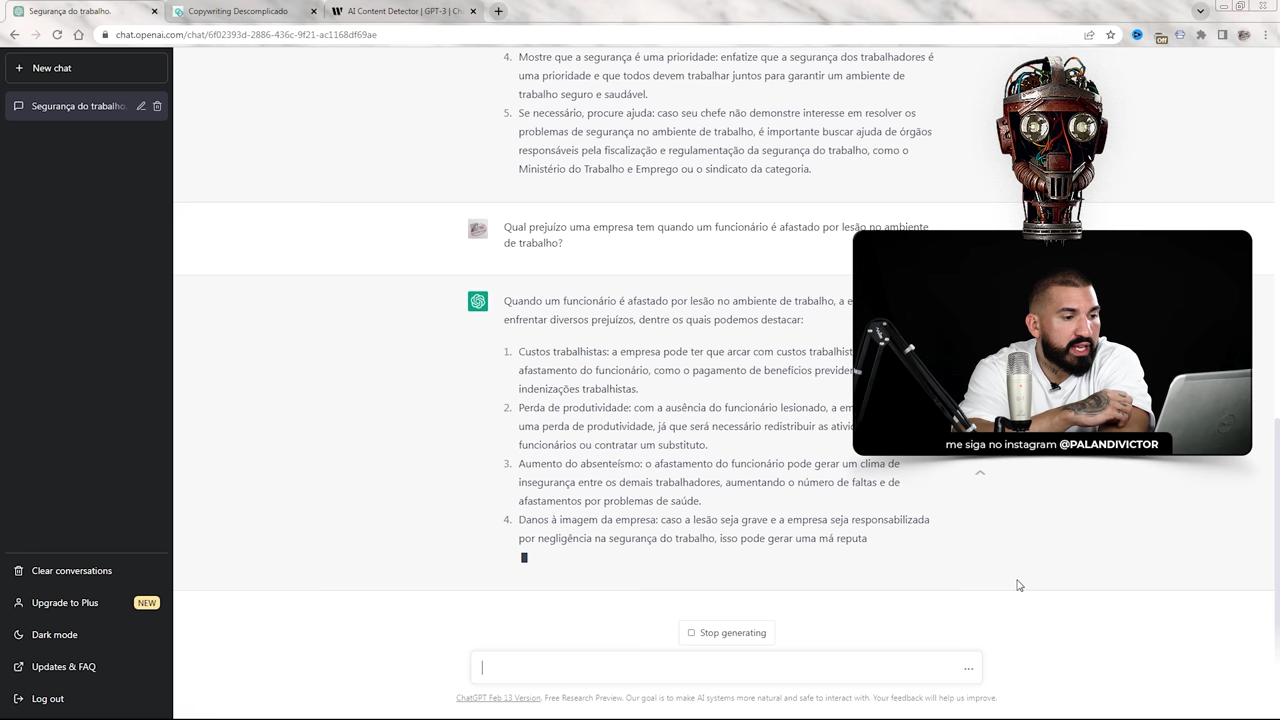 Segurança do trabalho.
Copywriting Descomplicado
AI Content Detector | GPT-3 | Ch
chat.openai.com/chat/6f02393d-2886-436c-9f21-ac1168df69ae
Off
New chat
Segurança do trabalho.
4. Mostre que a segurança é uma prioridade: enfatize que a segurança dos trabalhadores é
uma prioridade e que todos devem trabalhar juntos para garantir um ambiente de
trabalho seguro e saudável.
5. Se necessário, procure ajuda: caso seu chefe não demonstre interesse em resolver os
problemas de segurança no ambiente de trabalho, é importante buscar ajuda de órgãos
responsáveis pela fiscalização e regulamentação da segurança do trabalho, como o
Ministério do Trabalho e Emprego ou o sindicato da categoria.
Qual prejuízo uma empresa tem quando um funcionário é afastado por lesão no ambiente
de trabalho?
Quando um funcionário é afastado por lesão no ambiente de trabalho, a e
enfrentar diversos prejuízos, dentre os quais podemos destacar:
1. Custos trabalhistas: a empresa pode ter que arcar com custos trabalhist
afastamento do funcionário, como o pagamento de benefícios previden
indenizações trabalhistas.
2. Perda de produtividade: com a ausência do funcionário lesionado, a em
uma perda de produtividade, já que será necessário redistribuir as ativid
funcionários ou contratar um substituto.
3. Aumento do absenteísmo: o afastamento do funcionário pode gerar um clima de
insegurança entre os demais trabalhadores, aumentando o número de faltas e de
afastamentos por problemas de saúde.
4. Danos à imagem da empresa: caso a lesão seja grave e a empresa seja responsabilizada
por negligência na segurança do trabalho, isso pode gerar uma má reputa
me siga no instagram @PALANDIVICTOR
Clear conversations
Upgrade to Plus NEW
Dark mode
Updates & FAQ
Log out
Stop generating
ChatGPT Feb 13 Version. Free Research Preview. Our goal is to make AI systems more natural and safe to interact with. Your feedback will help us improve.